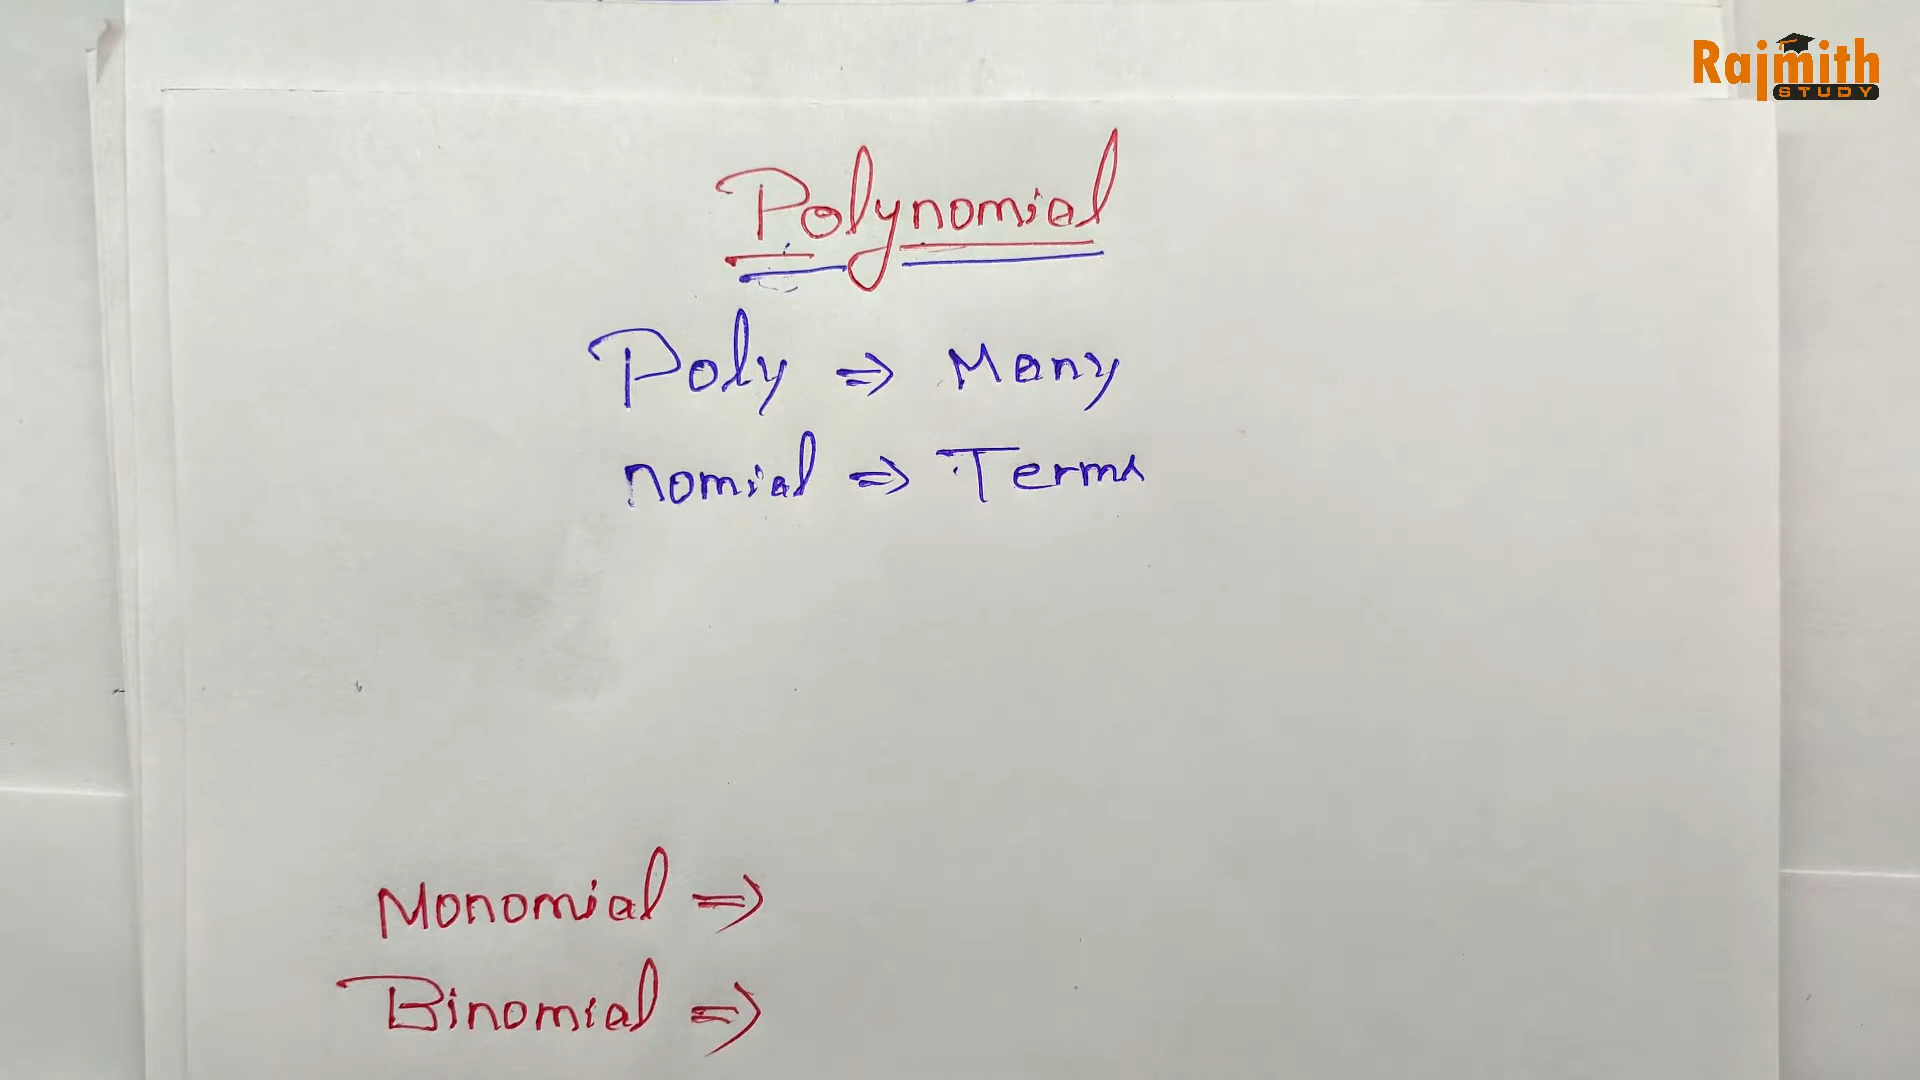 Rajmith
STUDY
Polynomial
Poly ⇒ Many
nomial ⇒ Terms
Monomial ⇒
Binomial ⇒